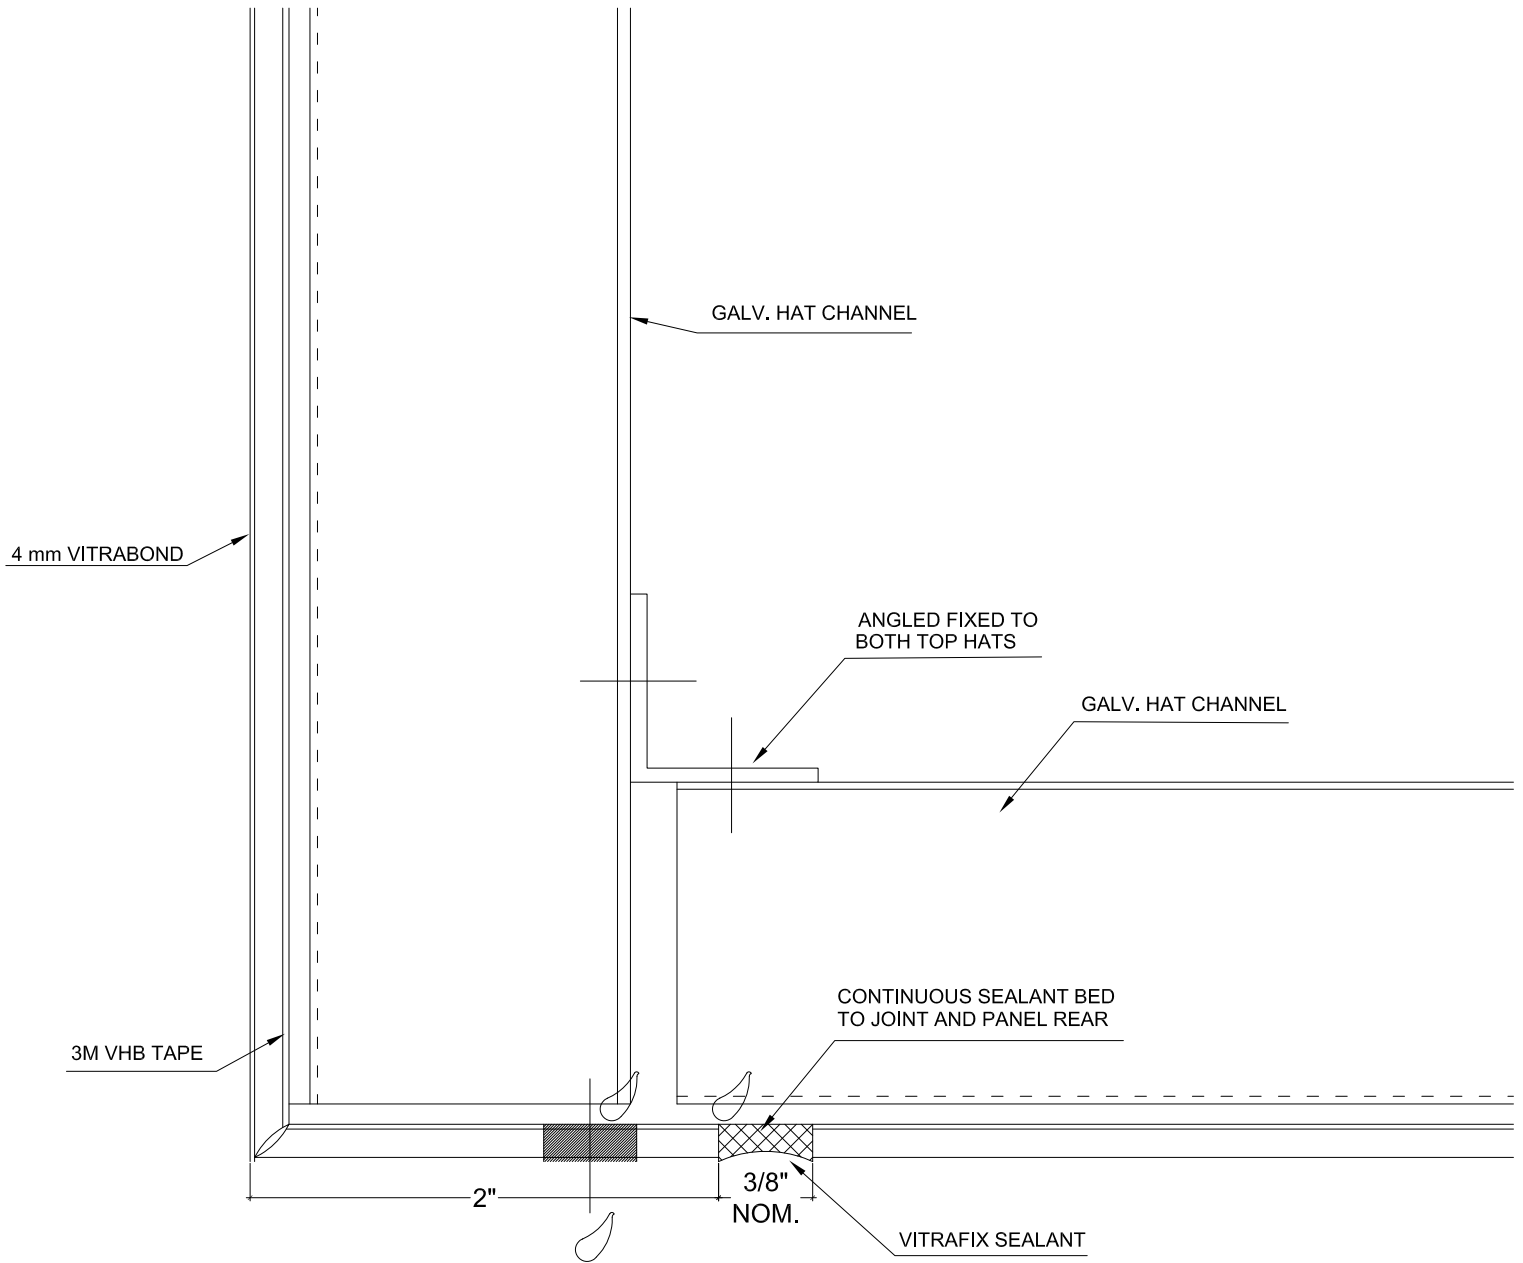 GALV. HAT CHANNEL
4 mm VITRABOND
ANGLED FIXED TO
BOTH TOP HATS
GALV. HAT CHANNEL
CONTINUOUS SEALANT BED
TO JOINT AND PANEL REAR
3M VHB TAPE
2"
3/8"
NOM.
VITRAFIX SEALANT